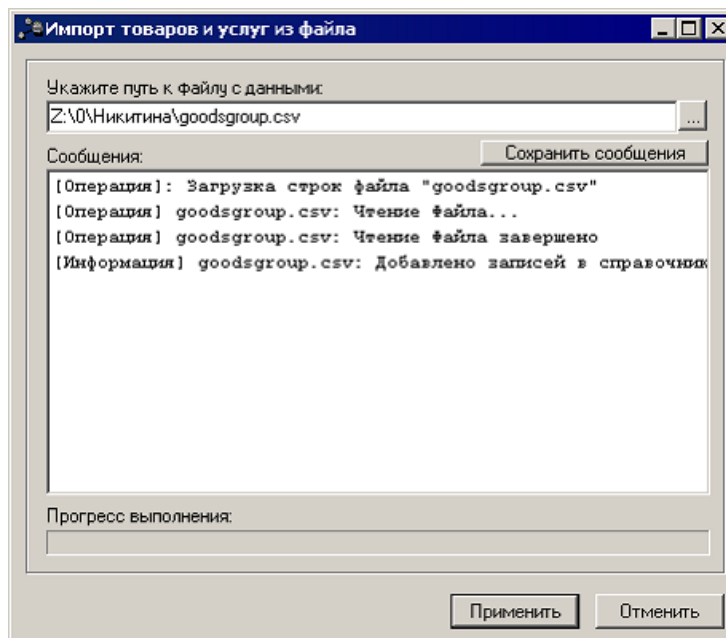 Импорт товаров и услуг из файла
Укажите путь к файлу с данными:
Z:\0\Никитина\goodsgroup.csv
...
Сообщения:
Сохранить сообщения
[Операция]: Загрузка строк файла "goodsgroup.csv"
[Операция] goodsgroup.csv: Чтение файла...
[Операция] goodsgroup.csv: Чтение файла завершено
[Информация] goodsgroup.csv: Добавлено записей в справочник
Прогресс выполнения:
Применить
Отменить